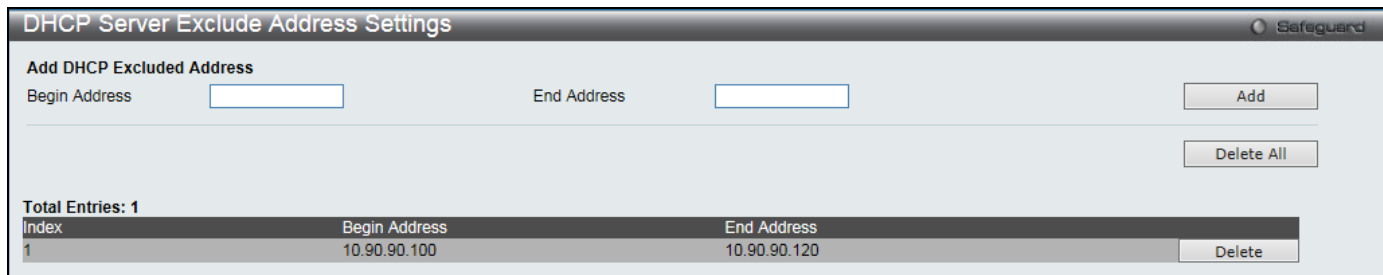 DHCP Server Exclude Address Settings Safeguard
Add DHCP Excluded Address
Begin Address End Address Add
Delete All
Total Entries: 1
Index Begin Address End Address
1 10.90.90.100 10.90.90.120 Delete